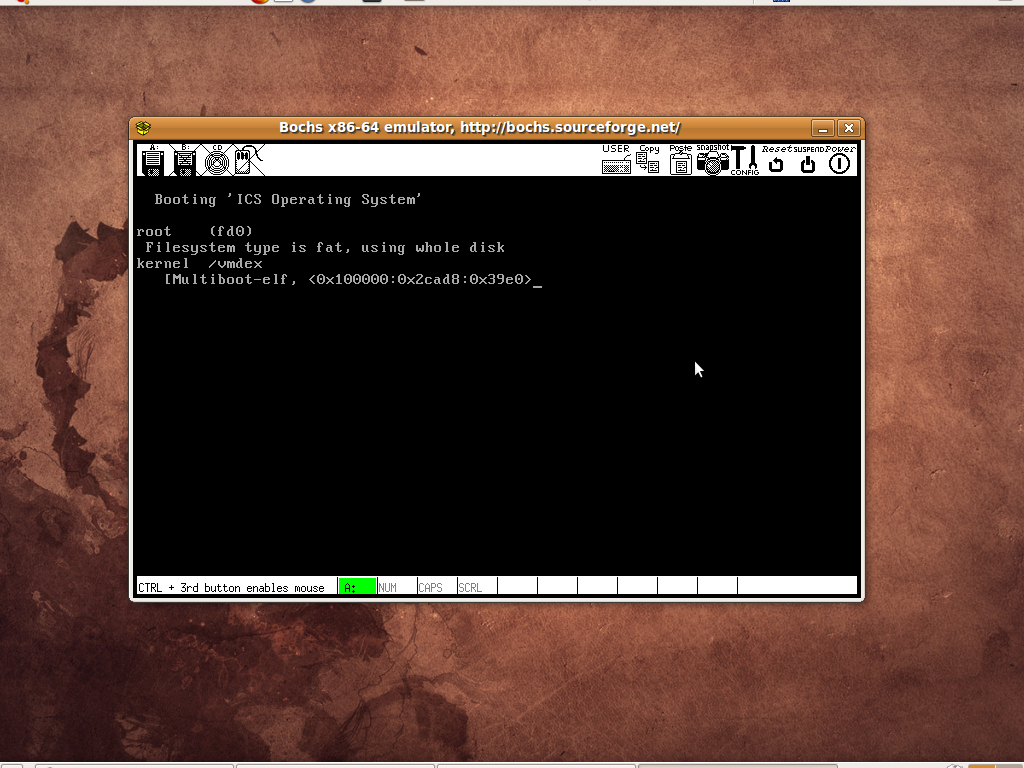 Bochs x86-64 emulator, http://bochs.sourceforge.net/
A: B: CD USER Copy Paste snapshot CONFIG Reset SUSPEND Power
Booting 'ICS Operating System'
root (fd0)
Filesystem type is fat, using whole disk
kernel /vmdex
[Multiboot-elf, <0x100000:0x2cad8:0x39e0>_
CTRL + 3rd button enables mouse A: NUM CAPS SCRL